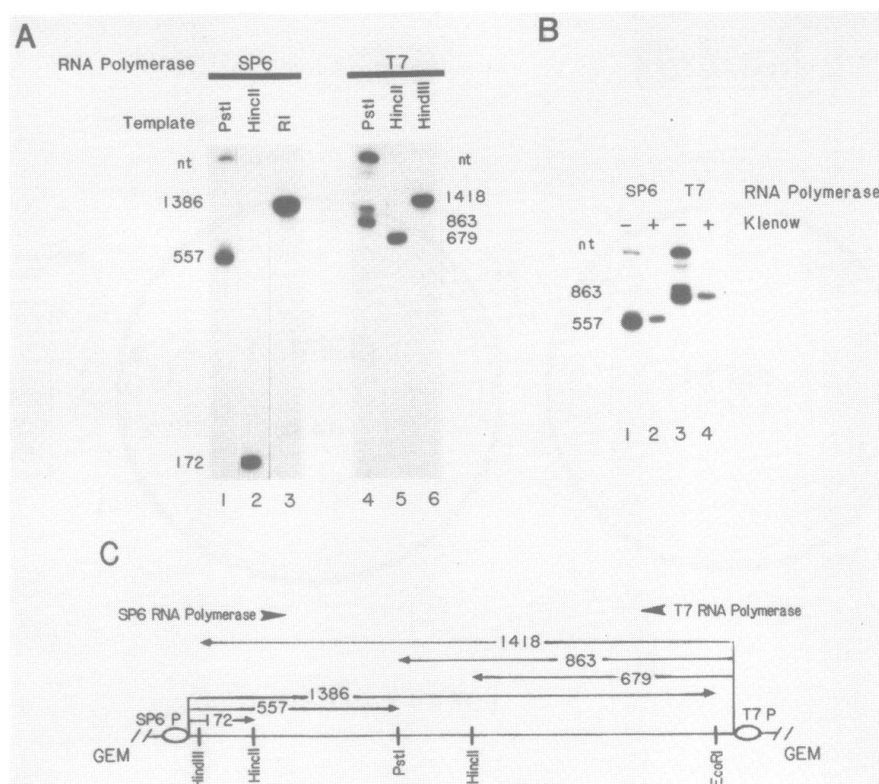 A
RNA Polymerase SP6 T7
Template PstI HincII RI PstI HincII HindIII
nt nt
1386 1418
863
557 679
172
1 2 3 4 5 6
B
SP6 T7 RNA Polymerase
- + - + Klenow
nt
863
557
1 2 3 4
C
SP6 RNA Polymerase T7 RNA Polymerase
1418
863
679
1386
557
172
SP6 P T7 P
GEM GEM
HindIII HincII PstI HincII EcoRI